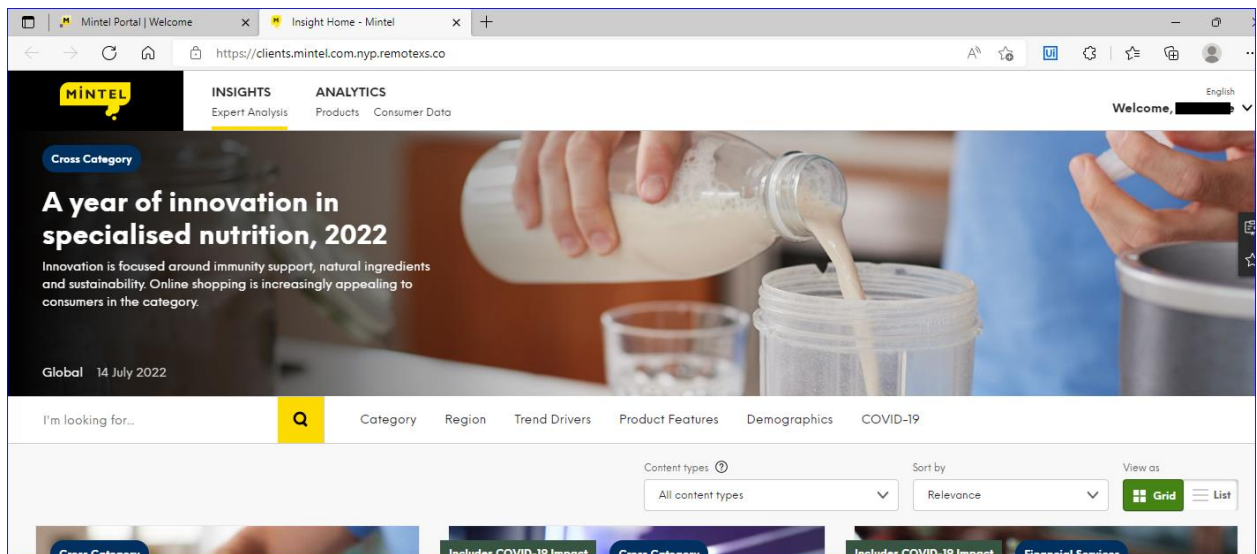 Mintel Portal | Welcome
Insight Home - Mintel
https://clients.mintel.com.nyp.remotexs.co
MINTEL
INSIGHTS
Expert Analysis
ANALYTICS
Products Consumer Data
English
Welcome,
Cross Category
A year of innovation in
specialised nutrition, 2022
Innovation is focused around immunity support, natural ingredients
and sustainability. Online shopping is increasingly appealing to
consumers in the category.
Global 14 July 2022
I'm looking for...
Category Region Trend Drivers Product Features Demographics COVID-19
Content types
All content types
Sort by
Relevance
View as
Grid List
Cross Category
Includes COVID-19 Impact Cross Category
Includes COVID-19 Impact Financial Services